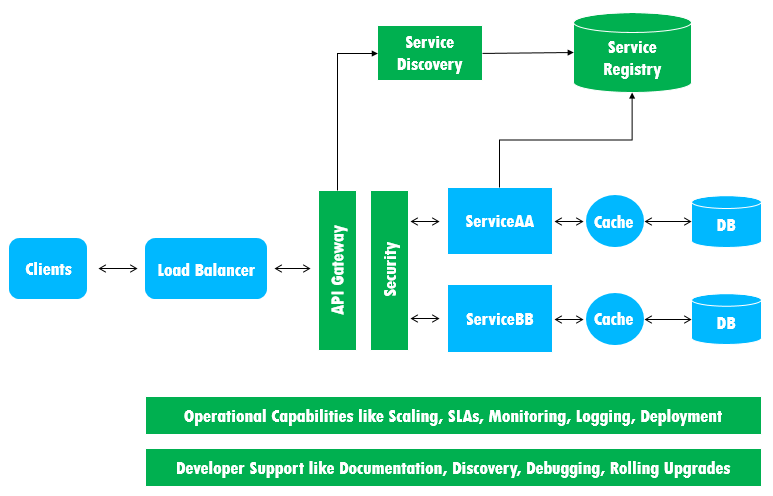 Service
Discovery
Service
Registry
Clients
Load Balancer
API Gateway
Security
ServiceAA
Cache
DB
ServiceBB
Cache
DB
Operational Capabilities like Scaling, SLAs, Monitoring, Logging, Deployment
Developer Support like Documentation, Discovery, Debugging, Rolling Upgrades